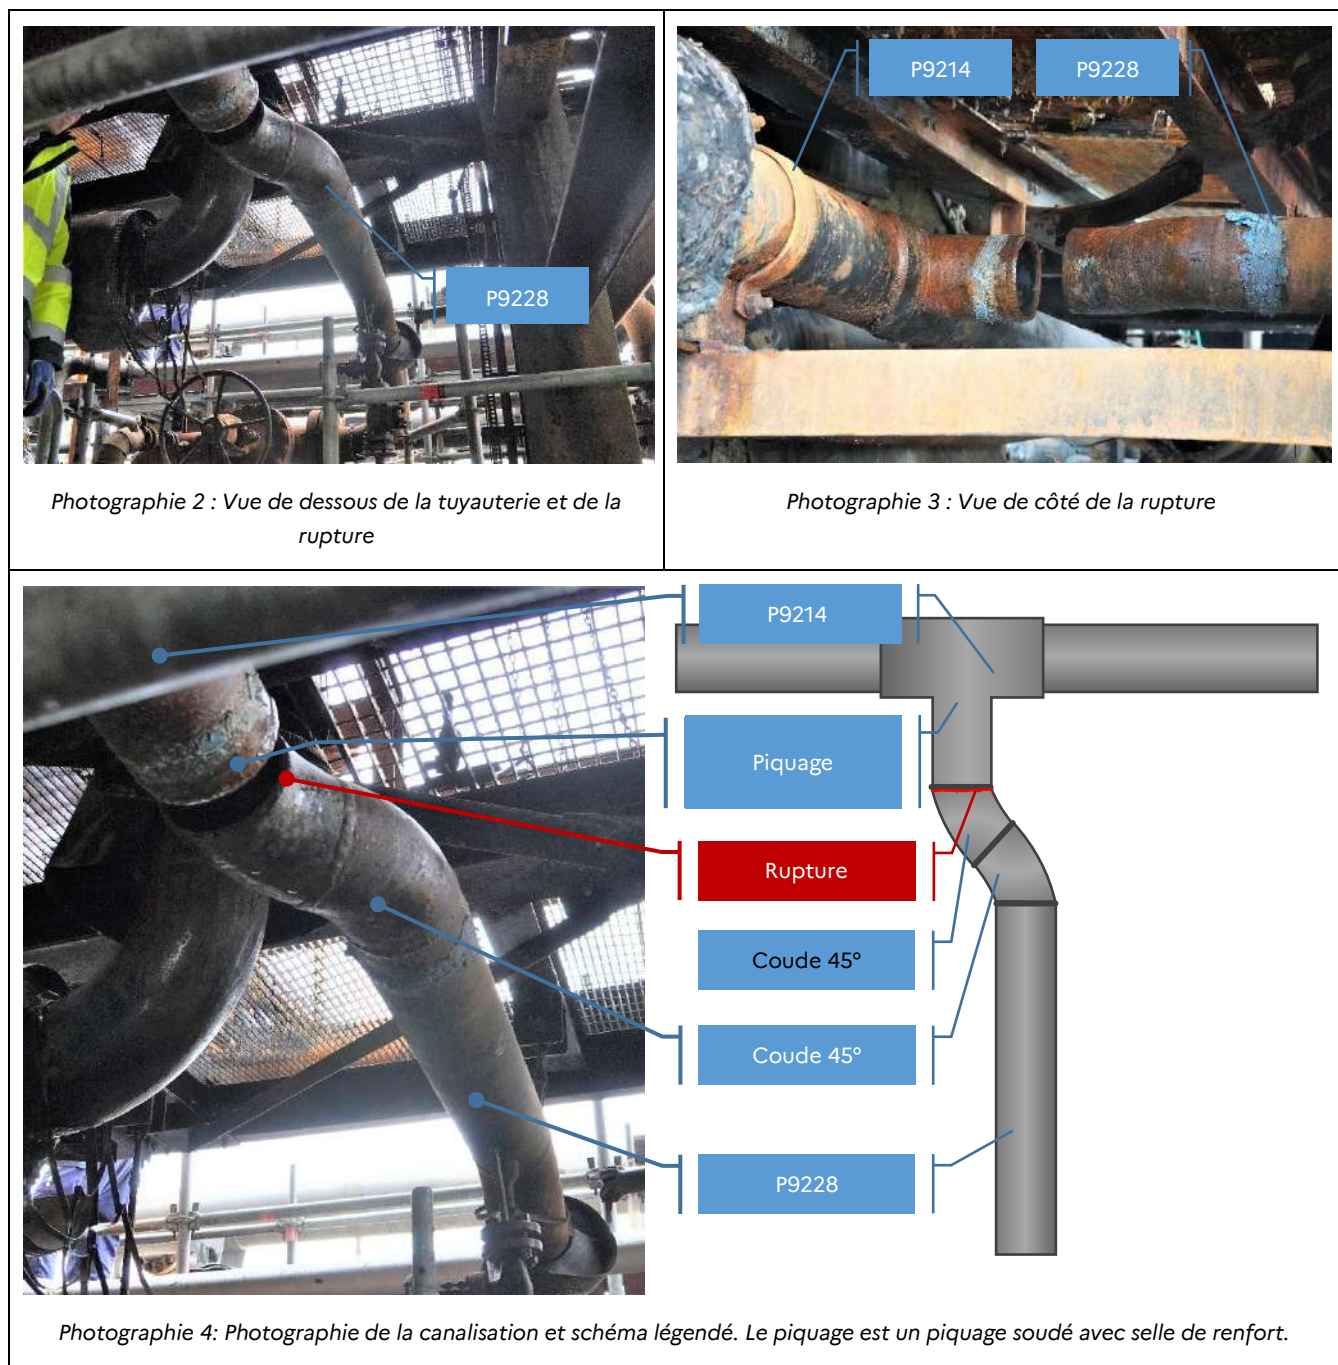 P9228
P9214
P9228
Photographie 2 : Vue de dessous de la tuyauterie et de la
rupture
Photographie 3 : Vue de côté de la rupture
P9214
Piquage
Rupture
Coude 45°
Coude 45°
P9228
Photographie 4: Photographie de la canalisation et schéma légendé. Le piquage est un piquage soudé avec selle de renfort.